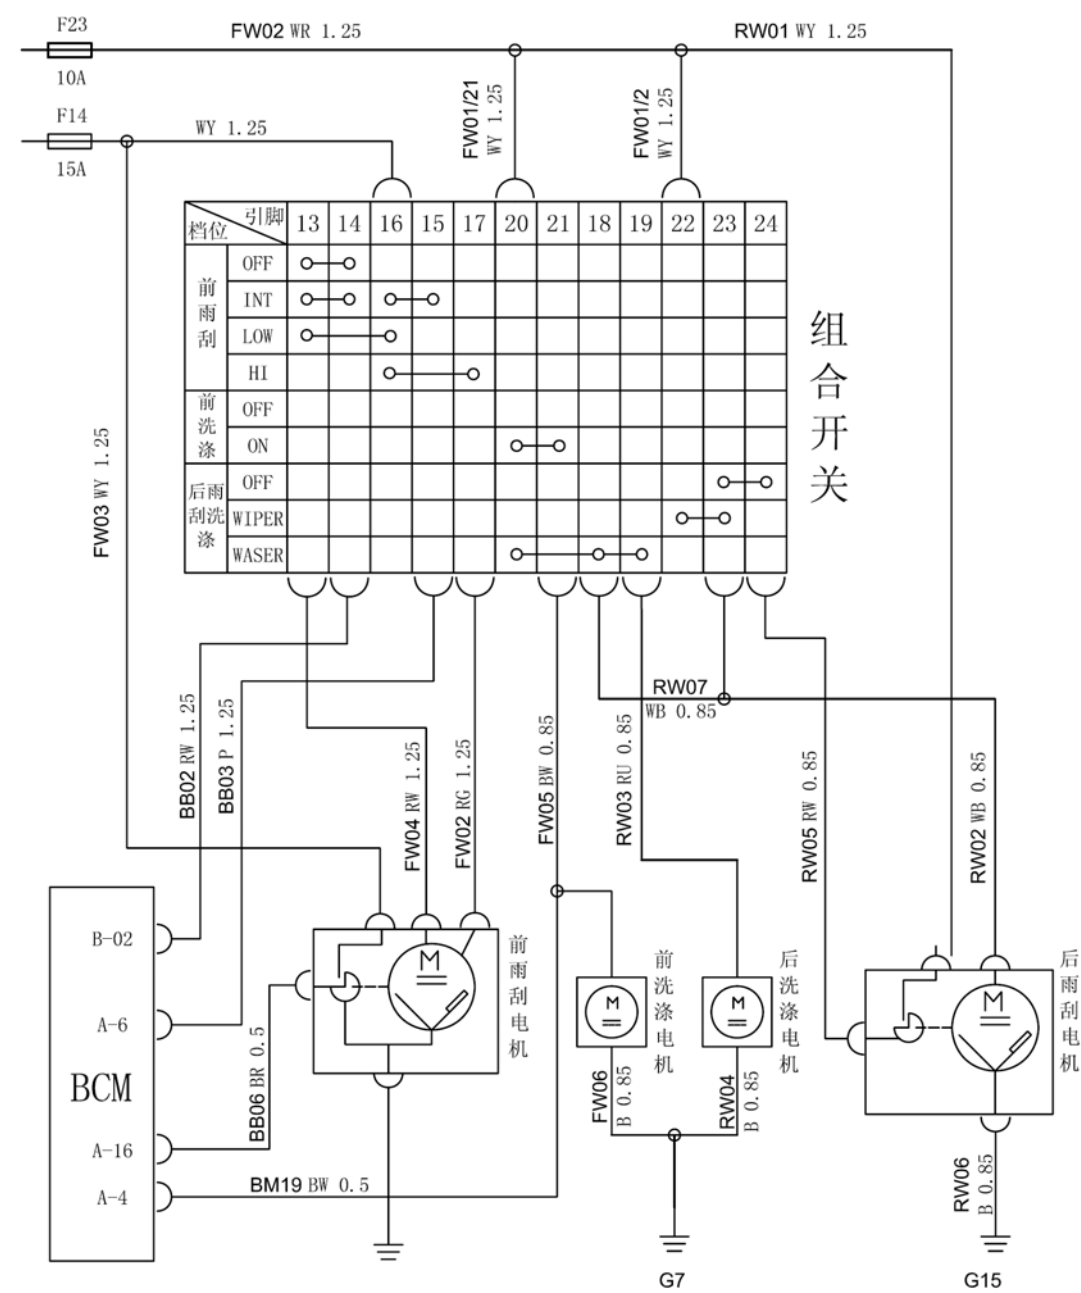 F23
FW02 WR 1.25
RW01 WY 1.25
10A
F14
WY 1.25
15A
FW01/21
WY 1.25
FW01/2
WY 1.25
引脚
档位
13 14 16 15 17 20 21 18 19 22 23 24
前雨刮
OFF
INT
LOW
HI
前洗涤
OFF
ON
后雨刮洗涤
OFF
WIPER
WASER
组合开关
FW03 WY 1.25
BB02 RW 1.25
BB03 P 1.25
FW04 RW 1.25
FW02 RG 1.25
FW05 BW 0.85
RW03 RU 0.85
RW07
WB 0.85
RW05 RW 0.85
RW02 WB 0.85
BCM
B-02
A-6
A-16
A-4
BB06 BR 0.5
BM19 BW 0.5
M
前雨刮电机
M
前洗涤电机
M
后洗涤电机
M
后雨刮电机
FW06
B 0.85
RW04
B 0.85
RW06
B 0.85
G7
G15